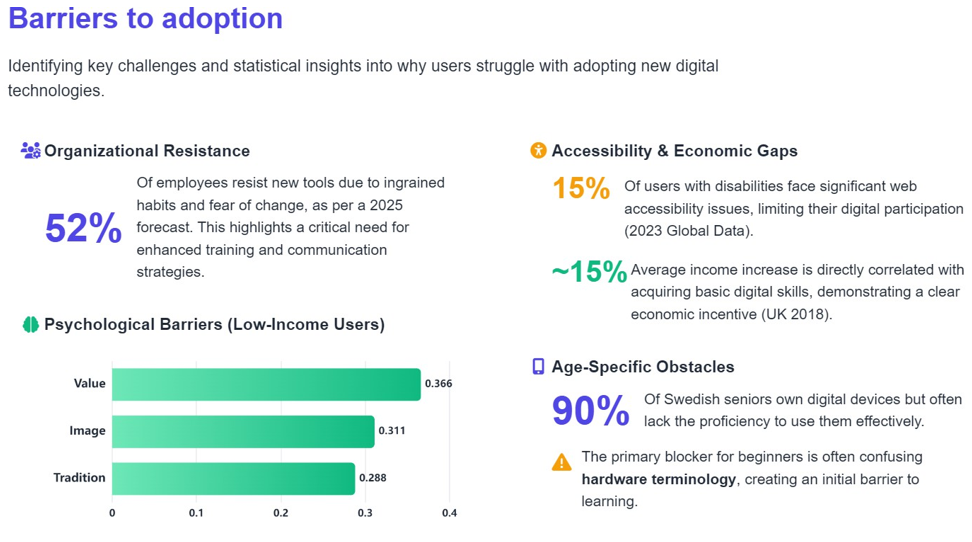 Barriers to adoption
Identifying key challenges and statistical insights into why users struggle with adopting new digital
technologies.
Organizational Resistance
52%
Of employees resist new tools due to ingrained
habits and fear of change, as per a 2025
forecast. This highlights a critical need for
enhanced training and communication
strategies.
Psychological Barriers (Low-Income Users)
Value
0.366
Image
0.311
Tradition
0.288
0 0.1 0.2 0.3 0.4
Accessibility & Economic Gaps
15%
Of users with disabilities face significant web
accessibility issues, limiting their digital participation
(2023 Global Data).
~15%
Average income increase is directly correlated with
acquiring basic digital skills, demonstrating a clear
economic incentive (UK 2018).
Age-Specific Obstacles
90%
Of Swedish seniors own digital devices but often
lack the proficiency to use them effectively.
The primary blocker for beginners is often confusing
hardware terminology, creating an initial barrier to
learning.